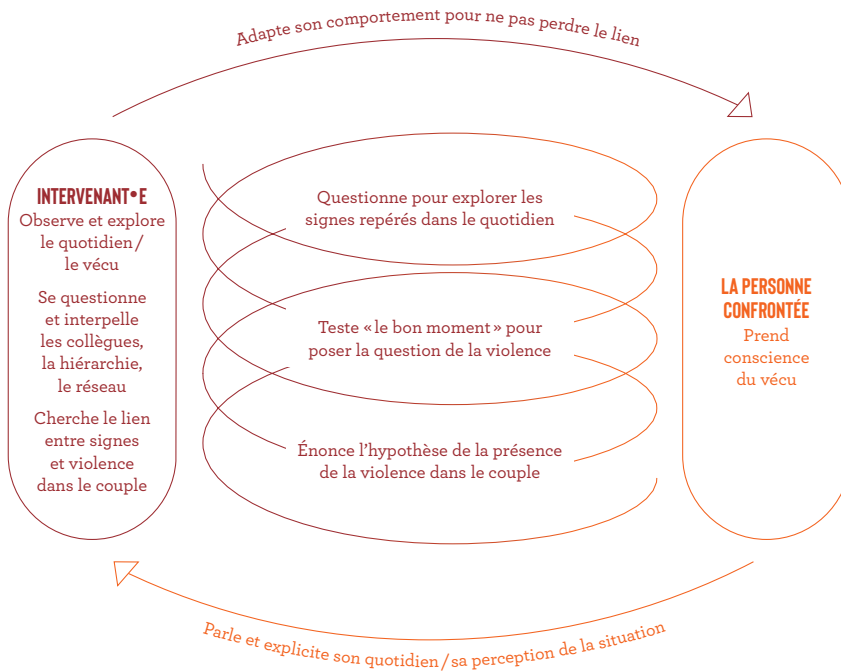 Adapte son comportement pour ne pas perdre le lien
INTERVENANT•E
Observe et explore
le quotidien /
le vécu
Se questionne
et interpelle
les collègues,
la hiérarchie,
le réseau
Cherche le lien
entre signes
et violence
dans le couple
Questionne pour explorer les
signes repérés dans le quotidien
Teste « le bon moment » pour
poser la question de la violence
Énonce l’hypothèse de la présence
de la violence dans le couple
LA PERSONNE
CONFRONTÉE
Prend
conscience
du vécu
Parle et explicite son quotidien / sa perception de la situation